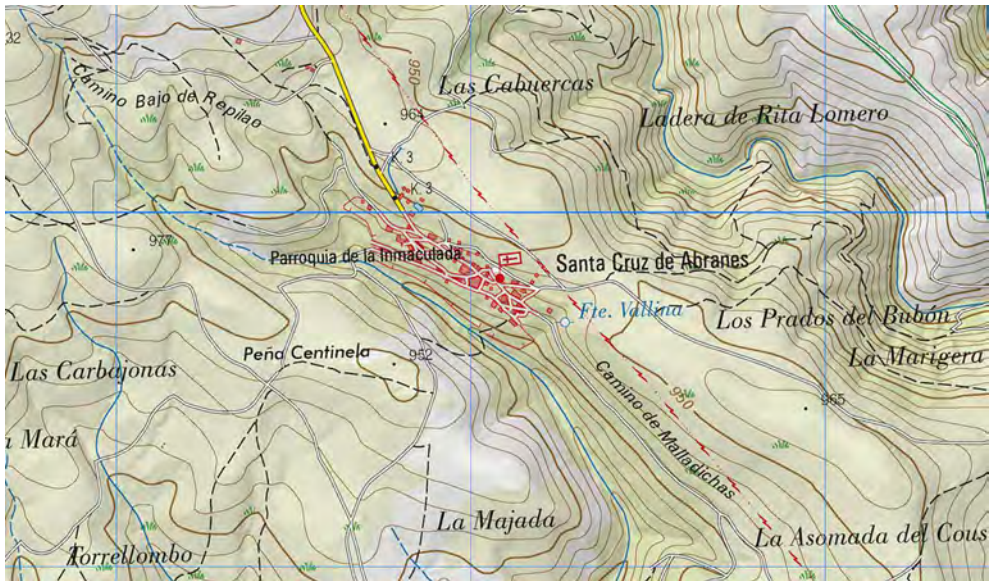 32
950
Las Cabuercas
Camino Bajo de Repilao
961
Ladera de Rita Lomero
K 3
K 3
977
Parroquia de la Inmaculada
Santa Cruz de Abranes
Fte. Vallina
Los Prados del Bubón
Peña Centinela
952
La Marigera
Las Carbajonas
Camino de Malladichas
950
965
Mará
La Majada
La Asomada del Cous
Torrellombo